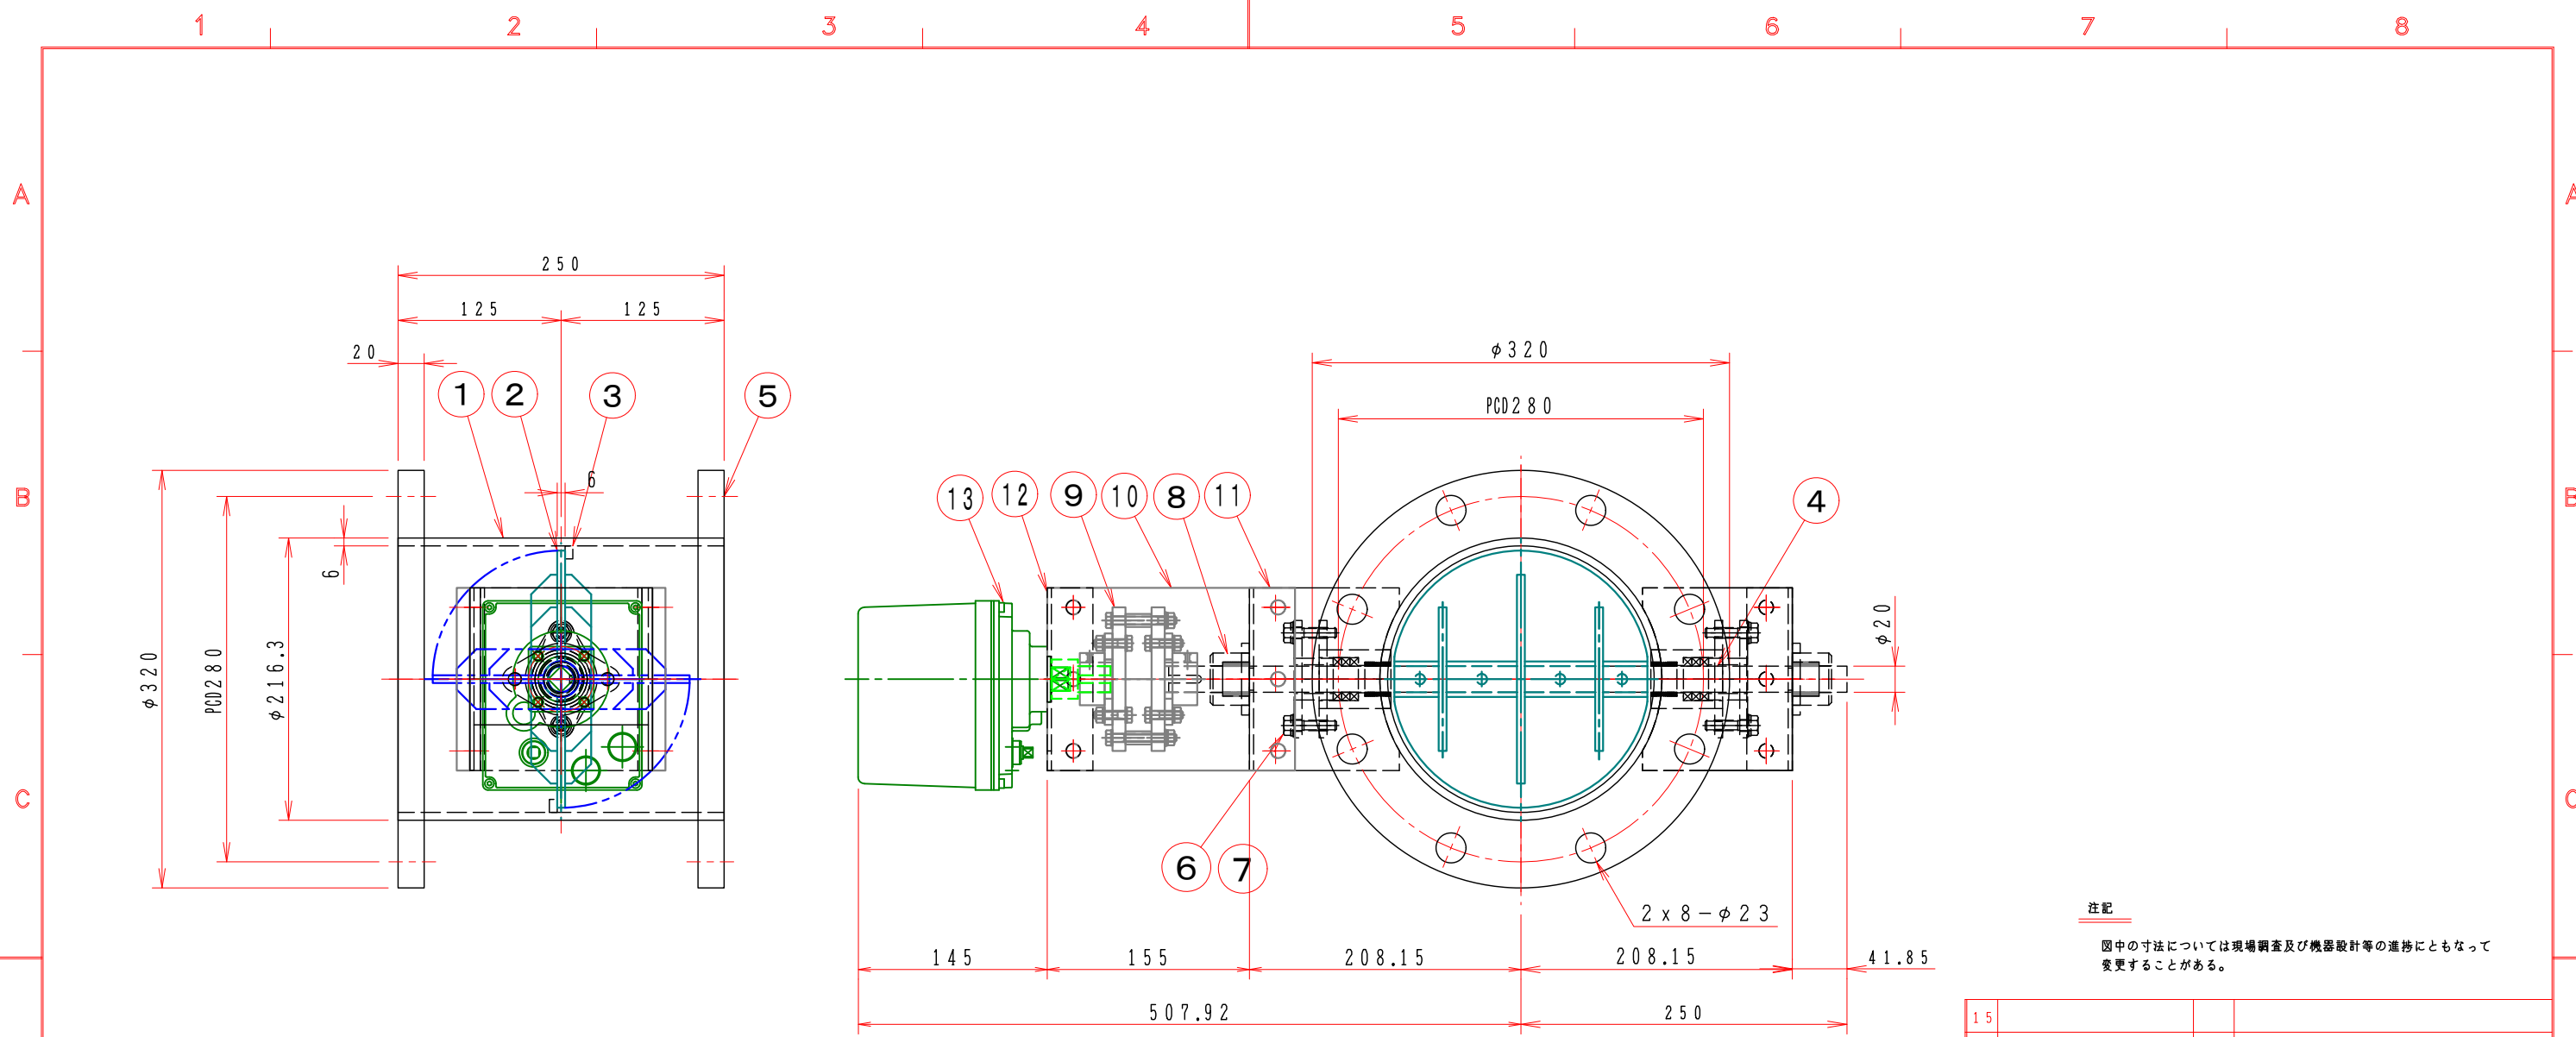 1 2 3 4 5 6 7 8
A A
250
125 125
20
φ320
PCD280
1 2 3 5
6
13 12 9 10 8 11 4
B B
6
φ320
PCD280
φ216.3
φ20
C C
6 7
2x8-φ23
注記
図中の寸法については現場調査及び機器設計等の進捗にともなって
変更することがある。
145 155 208.15 208.15 41.85
507.92 250
15